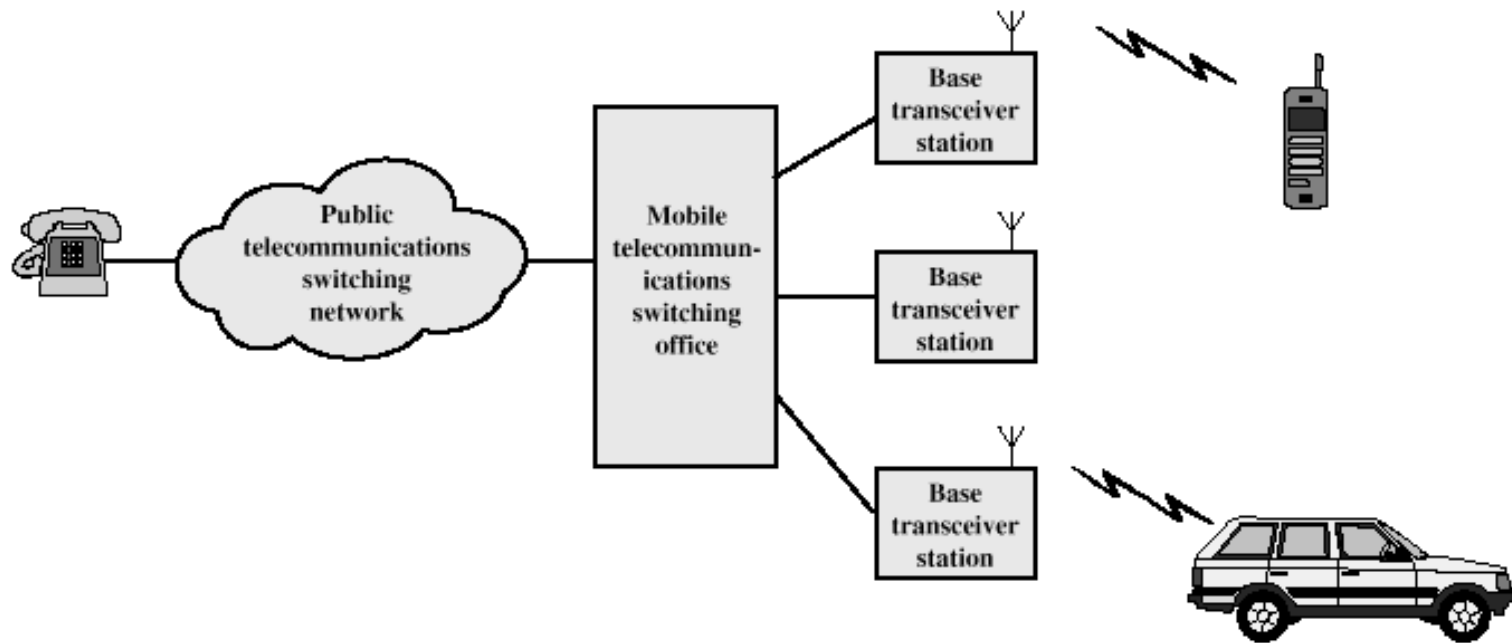 Public
telecommunications
switching
network
Mobile
telecommun-
ications
switching
office
Base
transceiver
station
Base
transceiver
station
Base
transceiver
station